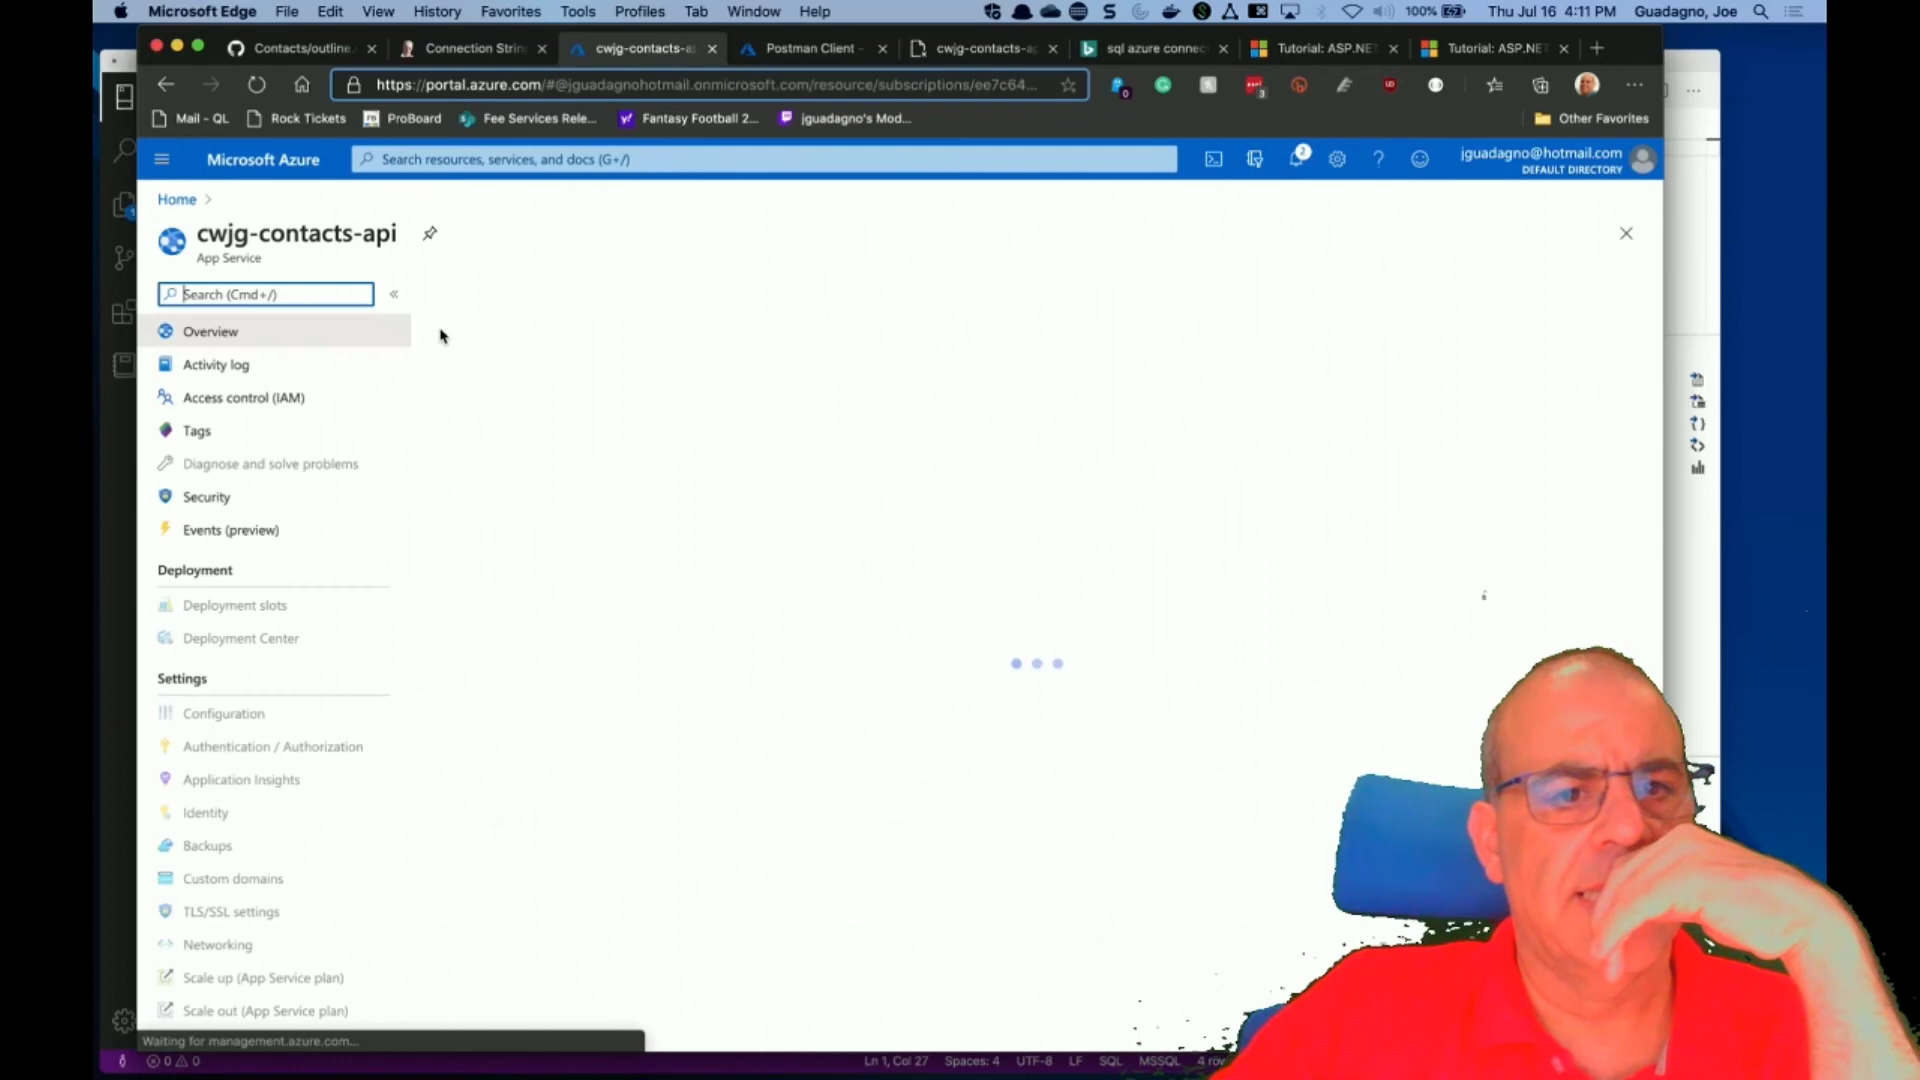 Microsoft Edge File Edit View History Favorites Tools Profiles Tab Window Help
100% Thu Jul 16 4:11 PM Guadagno, Joe
Contacts/outline. Connection Strin cwjg-contacts-a Postman Client - cwjg-contacts-a sql azure connec Tutorial: ASP.NE Tutorial: ASP.NE
https://portal.azure.com/#@jguadagnohotmail.onmicrosoft.com/resource/subscriptions/ee7c64...
0
3
Mail - QL Rock Tickets ProBoard Fee Services Rele... Fantasy Football 2... jguadagno's Mod... Other Favorites
Microsoft Azure
Search resources, services, and docs (G+/)
2
jguadagno@hotmail.com
DEFAULT DIRECTORY
Home
cwjg-contacts-api
App Service
Search (Cmd+/)
Overview
Activity log
Access control (IAM)
Tags
Diagnose and solve problems
Security
Events (preview)
Deployment
Deployment slots
Deployment Center
Settings
Configuration
Authentication / Authorization
Application Insights
Identity
Backups
Custom domains
TLS/SSL settings
Networking
Scale up (App Service plan)
Scale out (App Service plan)
Waiting for management.azure.com...
0 0 Ln 1, Col 27 Spaces: 4 UTF-8 LF SQL MSSQL 4 rov